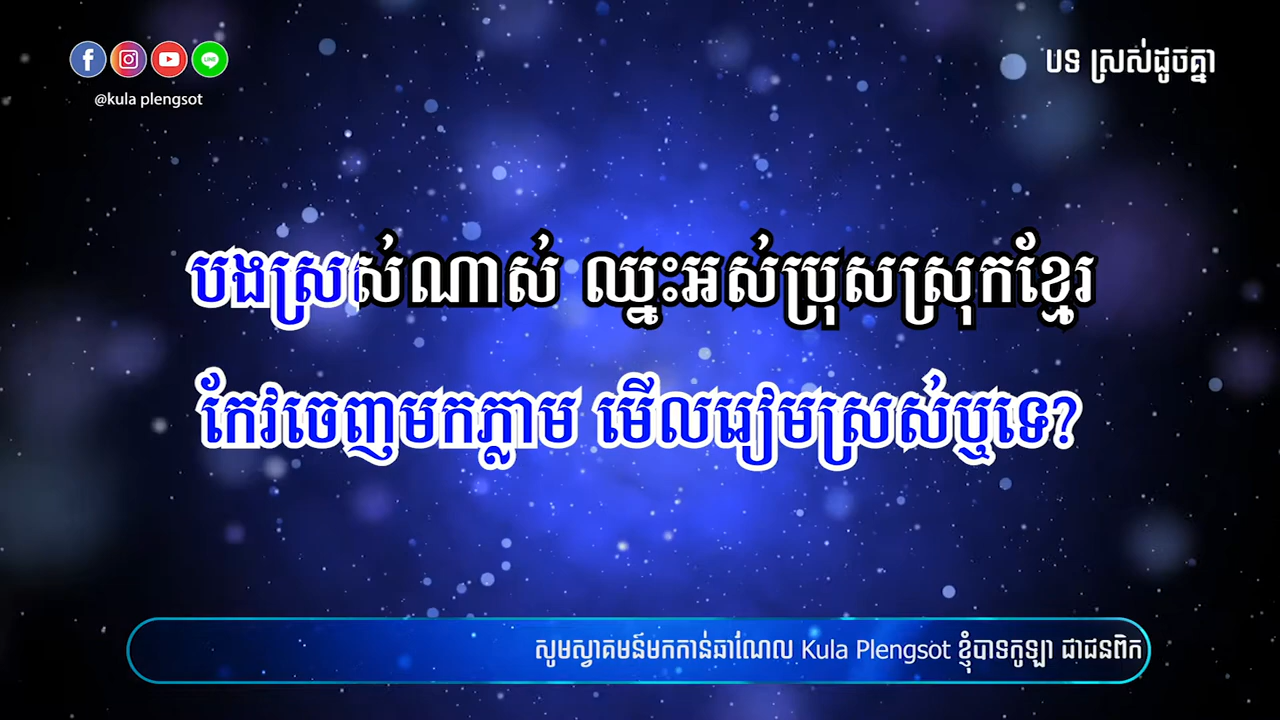 @kula plengsot
បទ ស្រស់ដូចគ្នា
បងស្រស់ណាស់ ឈ្នះអស់ប្រុសស្រុកខ្មែរ
កែវចេញមកភ្លាម មើលរៀមស្រស់ឬទេ?
សូមស្វាគមន៍មកកាន់ឆាណែល Kula Plengsot ខ្ញុំបាទកូឡា ជាជនពិក